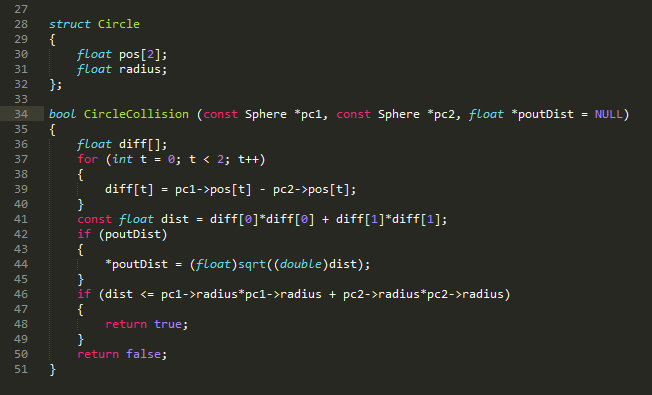 27
28 struct Circle
29 {
30     float pos[2];
31     float radius;
32 };
33
34 bool CircleCollision (const Sphere *pc1, const Sphere *pc2, float *poutDist = NULL)
35 {
36     float diff[];
37     for (int t = 0; t < 2; t++)
38     {
39         diff[t] = pc1->pos[t] - pc2->pos[t];
40     }
41     const float dist = diff[0]*diff[0] + diff[1]*diff[1];
42     if (poutDist)
43     {
44         *poutDist = (float)sqrt((double)dist);
45     }
46     if (dist <= pc1->radius*pc1->radius + pc2->radius*pc2->radius)
47     {
48         return true;
49     }
50     return false;
51 }